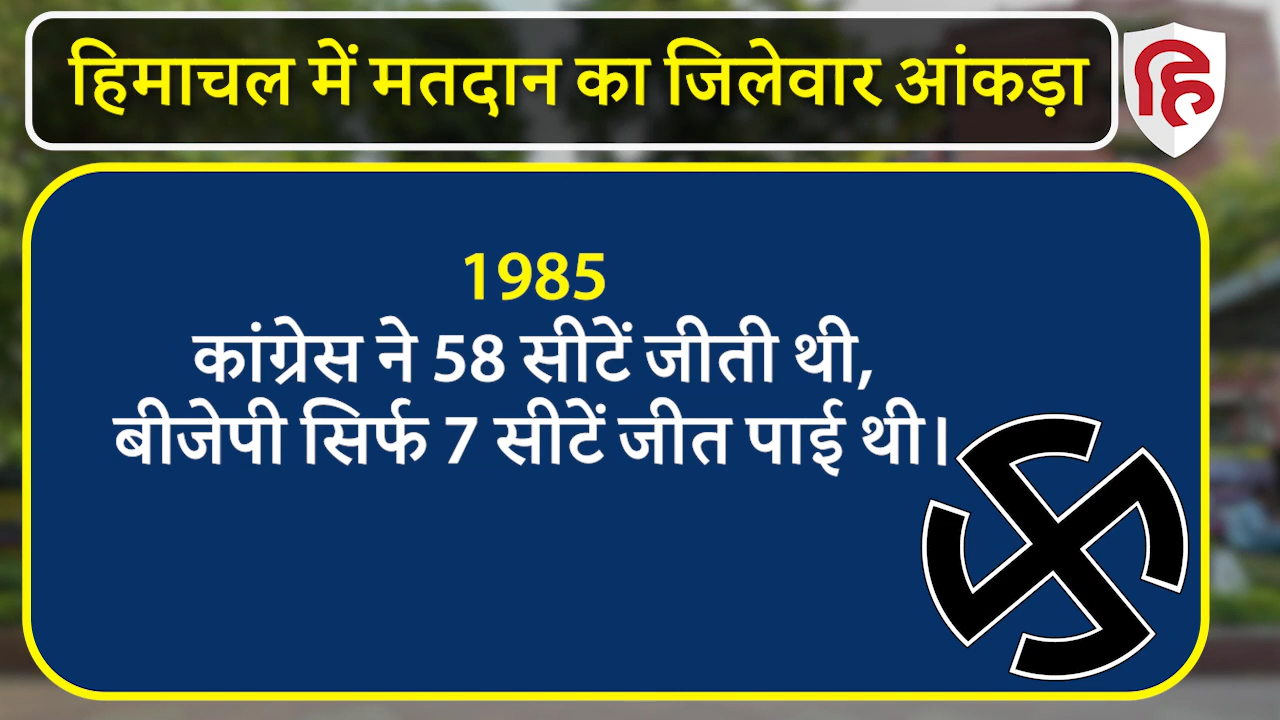 हिमाचल में मतदान का जिलेवार आंकड़ा
हि
1985
कांग्रेस ने 58 सीटें जीती थी,
बीजेपी सिर्फ 7 सीटें जीत पाई थी।